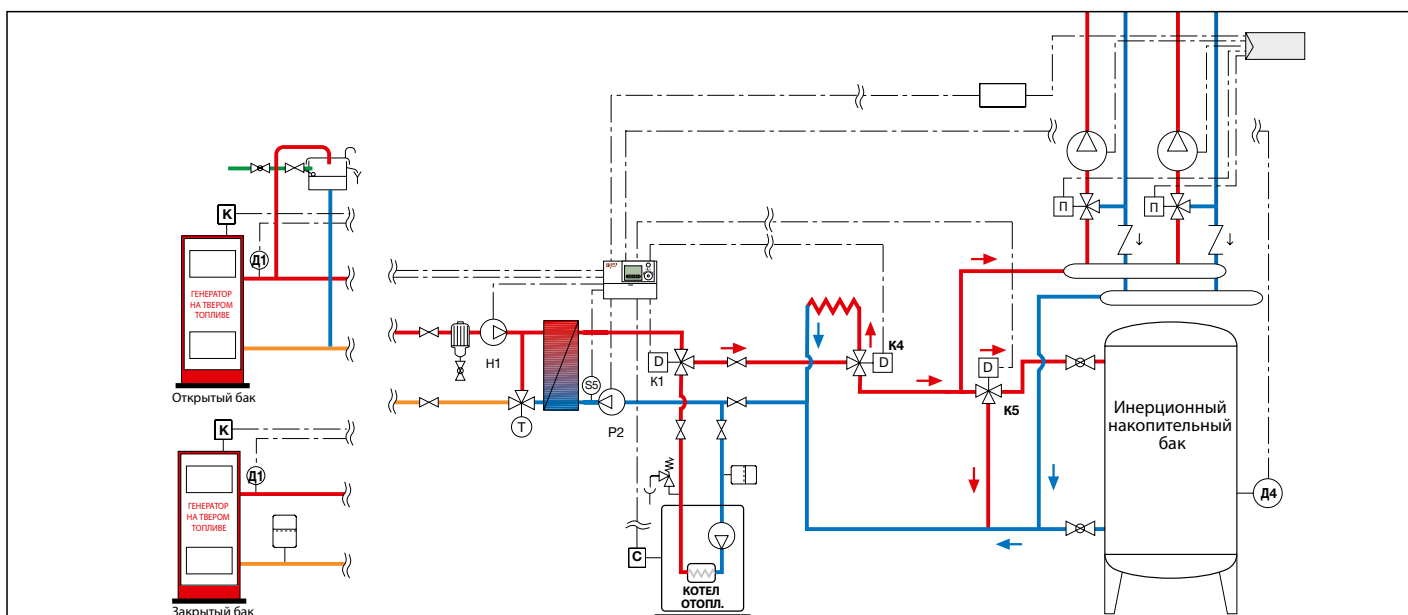 П
П
К
Д1
ГЕНЕРАТОР
НА ТВЕРОМ
ТОПЛИВЕ
Открытый бак
Н1
S5
T
P2
D
К1
D
К4
D
К5
Инерционный
накопительный
бак
Д4
К
Д1
ГЕНЕРАТОР
НА ТВЕРОМ
ТОПЛИВЕ
Закрытый бак
С
КОТЕЛ
ОТОПЛ.